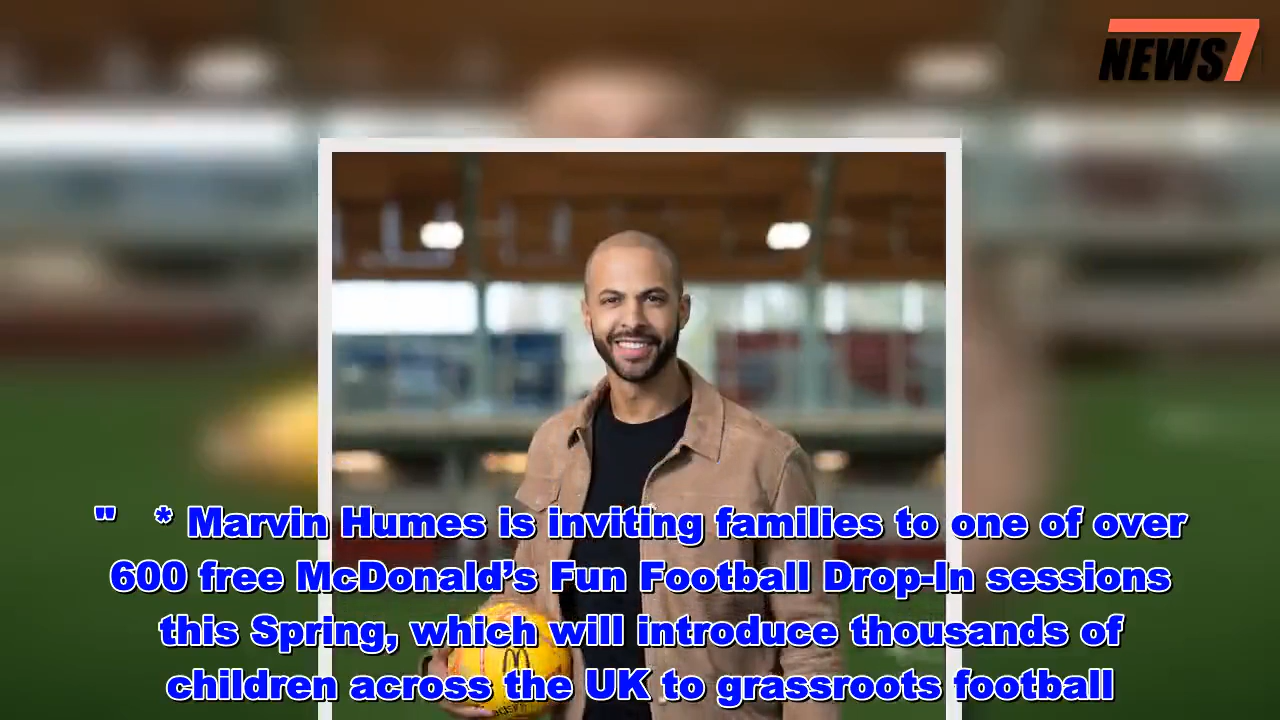 NEWS7
" * Marvin Humes is inviting families to one of over
600 free McDonald’s Fun Football Drop-In sessions
this Spring, which will introduce thousands of
children across the UK to grassroots football